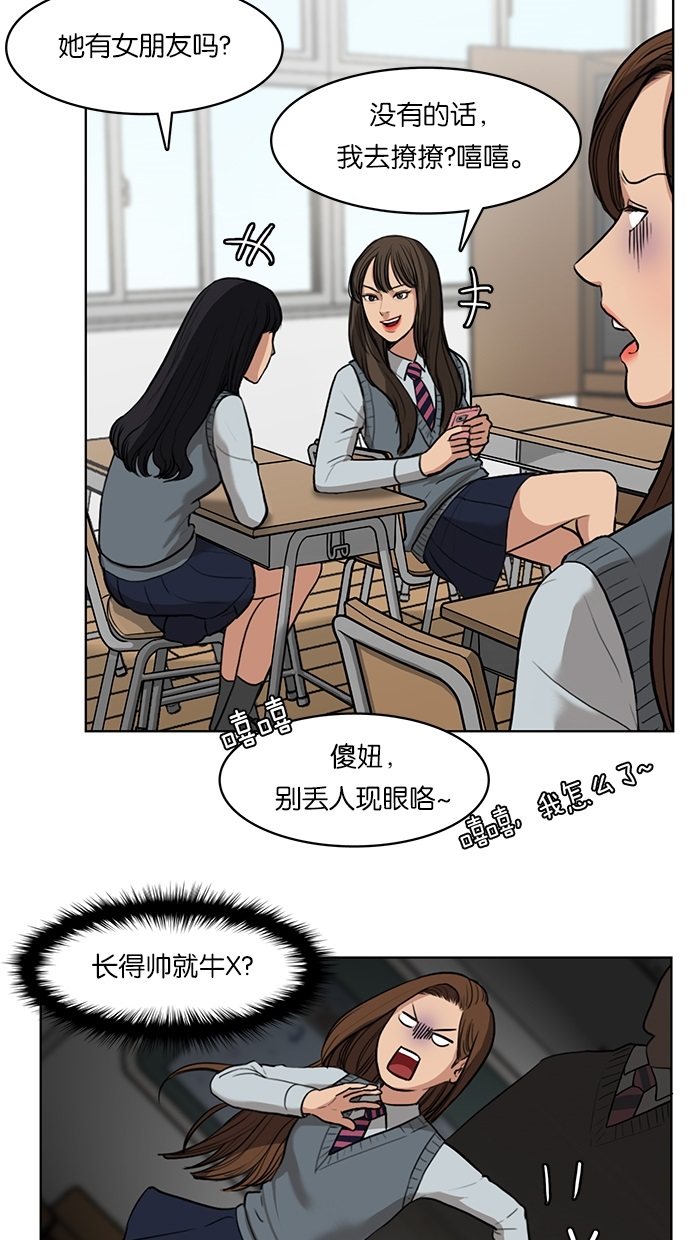 她有女朋友吗?
没有的话，
我去撩撩?嘻嘻。
嘻嘻
傻妞，
别丢人现眼咯~
嘻嘻，我怎么了~
长得帅就牛X?